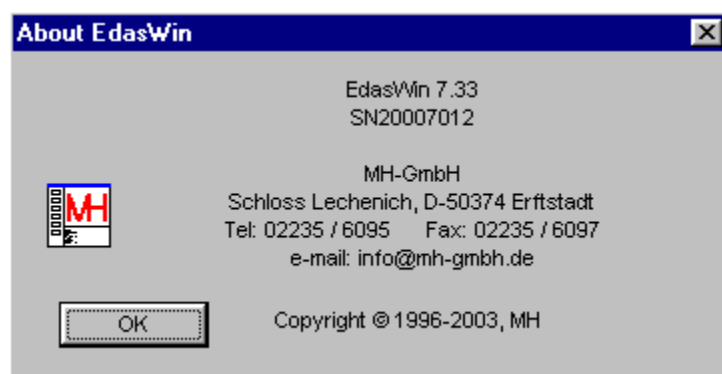 About EdasWin
EdasWin 7.33
SN20007012
MH-GmbH
MH
Schloss Lechenich, D-50374 Erftstadt
Tel: 02235 / 6095 Fax: 02235 / 6097
e-mail: info@mh-gmbh.de
OK
Copyright © 1996-2003, MH